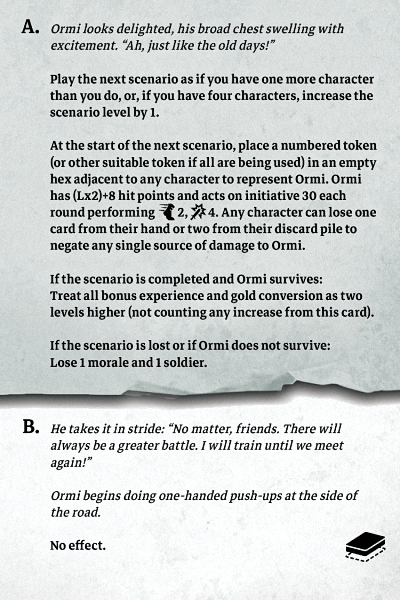 A. Ormi looks delighted, his broad chest swelling with
excitement. “Ah, just like the old days!”
Play the next scenario as if you have one more character
than you do, or, if you have four characters, increase the
scenario level by 1.
At the start of the next scenario, place a numbered token
(or other suitable token if all are being used) in an empty
hex adjacent to any character to represent Ormi. Ormi
has (Lx2)+8 hit points and acts on initiative 30 each
round performing 2, 4. Any character can lose one
card from their hand or two from their discard pile to
negate any single source of damage to Ormi.
If the scenario is completed and Ormi survives:
Treat all bonus experience and gold conversion as two
levels higher (not counting any increase from this card).
If the scenario is lost or if Ormi does not survive:
Lose 1 morale and 1 soldier.
B. He takes it in stride: “No matter, friends. There will
always be a greater battle. I will train until we meet
again!”
Ormi begins doing one-handed push-ups at the side of
the road.
No effect.